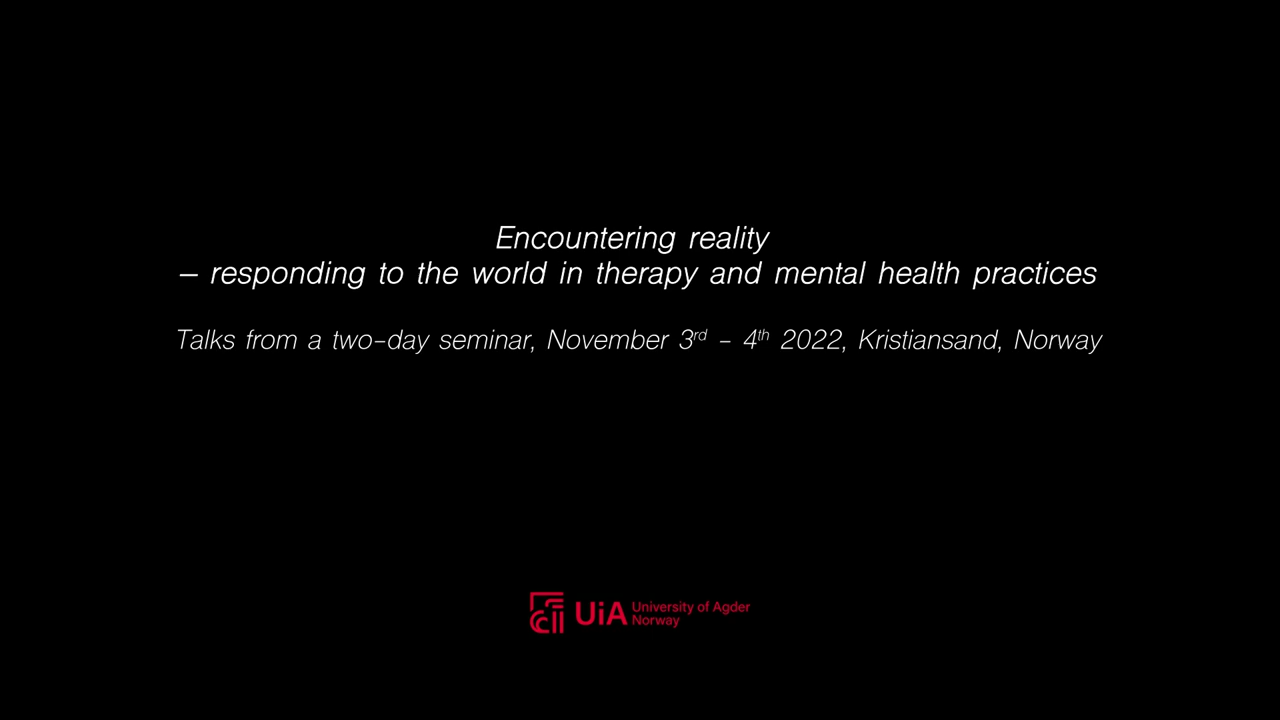 Encountering reality
– responding to the world in therapy and mental health practices
Talks from a two-day seminar, November 3rd - 4th 2022, Kristiansand, Norway
UiA University of Agder
Norway